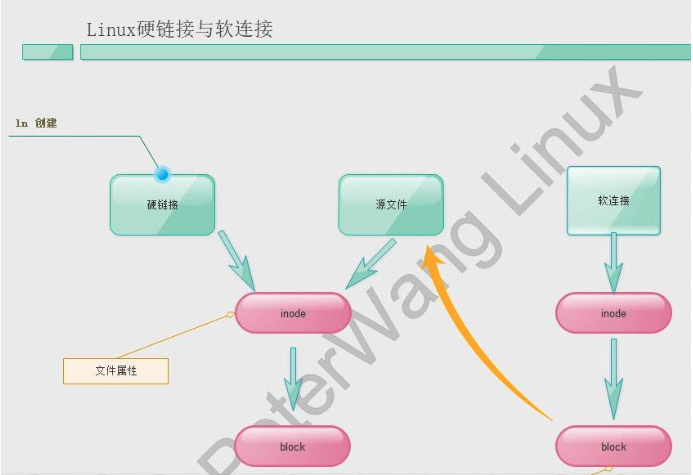 Linux硬链接与软连接
ln 创建
硬链接
源文件
软连接
inode
inode
文件属性
block
block
PeterWang Linux